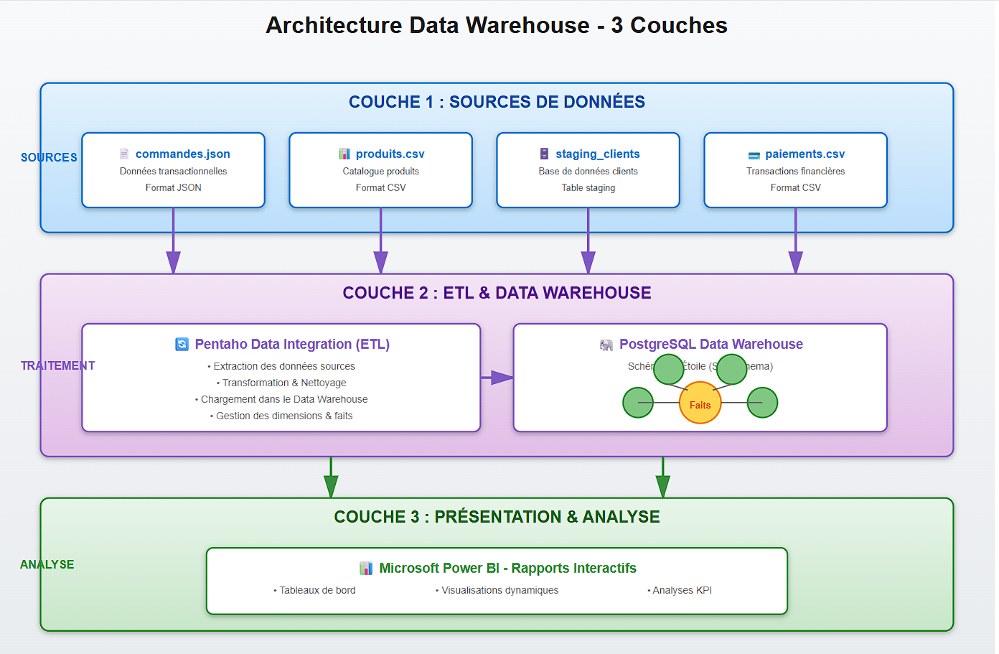 Architecture Data Warehouse - 3 Couches
COUCHE 1 : SOURCES DE DONNÉES
SOURCES
commandes.json
Données transactionnelles
Format JSON
produits.csv
Catalogue produits
Format CSV
staging_clients
Base de données clients
Table staging
paiements.csv
Transactions financières
Format CSV
COUCHE 2 : ETL & DATA WAREHOUSE
TRAITEMENT
Pentaho Data Integration (ETL)
• Extraction des données sources
• Transformation & Nettoyage
• Chargement dans le Data Warehouse
• Gestion des dimensions & faits
PostgreSQL Data Warehouse
Étoile
Faits
COUCHE 3 : PRÉSENTATION & ANALYSE
ANALYSE
Microsoft Power BI - Rapports Interactifs
• Tableaux de bord
• Visualisations dynamiques
• Analyses KPI